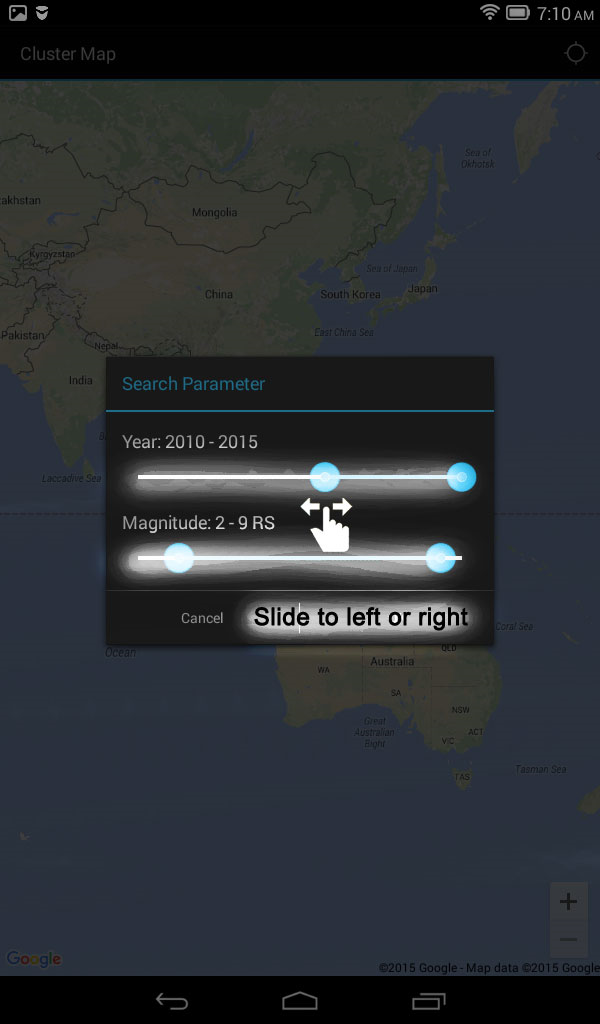 7:10 AM
Cluster Map
Sea of
Okhotsk
Mongolia
Kyrgyzstan
Sea of Japan
China
South Korea
Japan
East China Sea
Pakistan
Nepal
India
Laccadive Sea
Search Parameter
Year: 2010 - 2015
Magnitude: 2 - 9 RS
Cancel
Slide to left or right
Coral Sea
Ocean
QLD
Australia
WA
SA
NSW
Great
Australian
Bight
ACT
VIC
TAS
Tasman Sea
+
−
Google
©2015 Google - Map data ©2015 Google